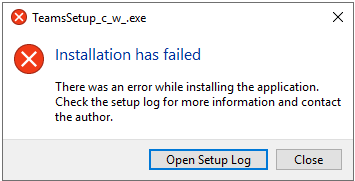 TeamsSetup_c_w_.exe
Installation has failed
There was an error while installing the application.
Check the setup log for more information and contact
the author.
Open Setup Log
Close